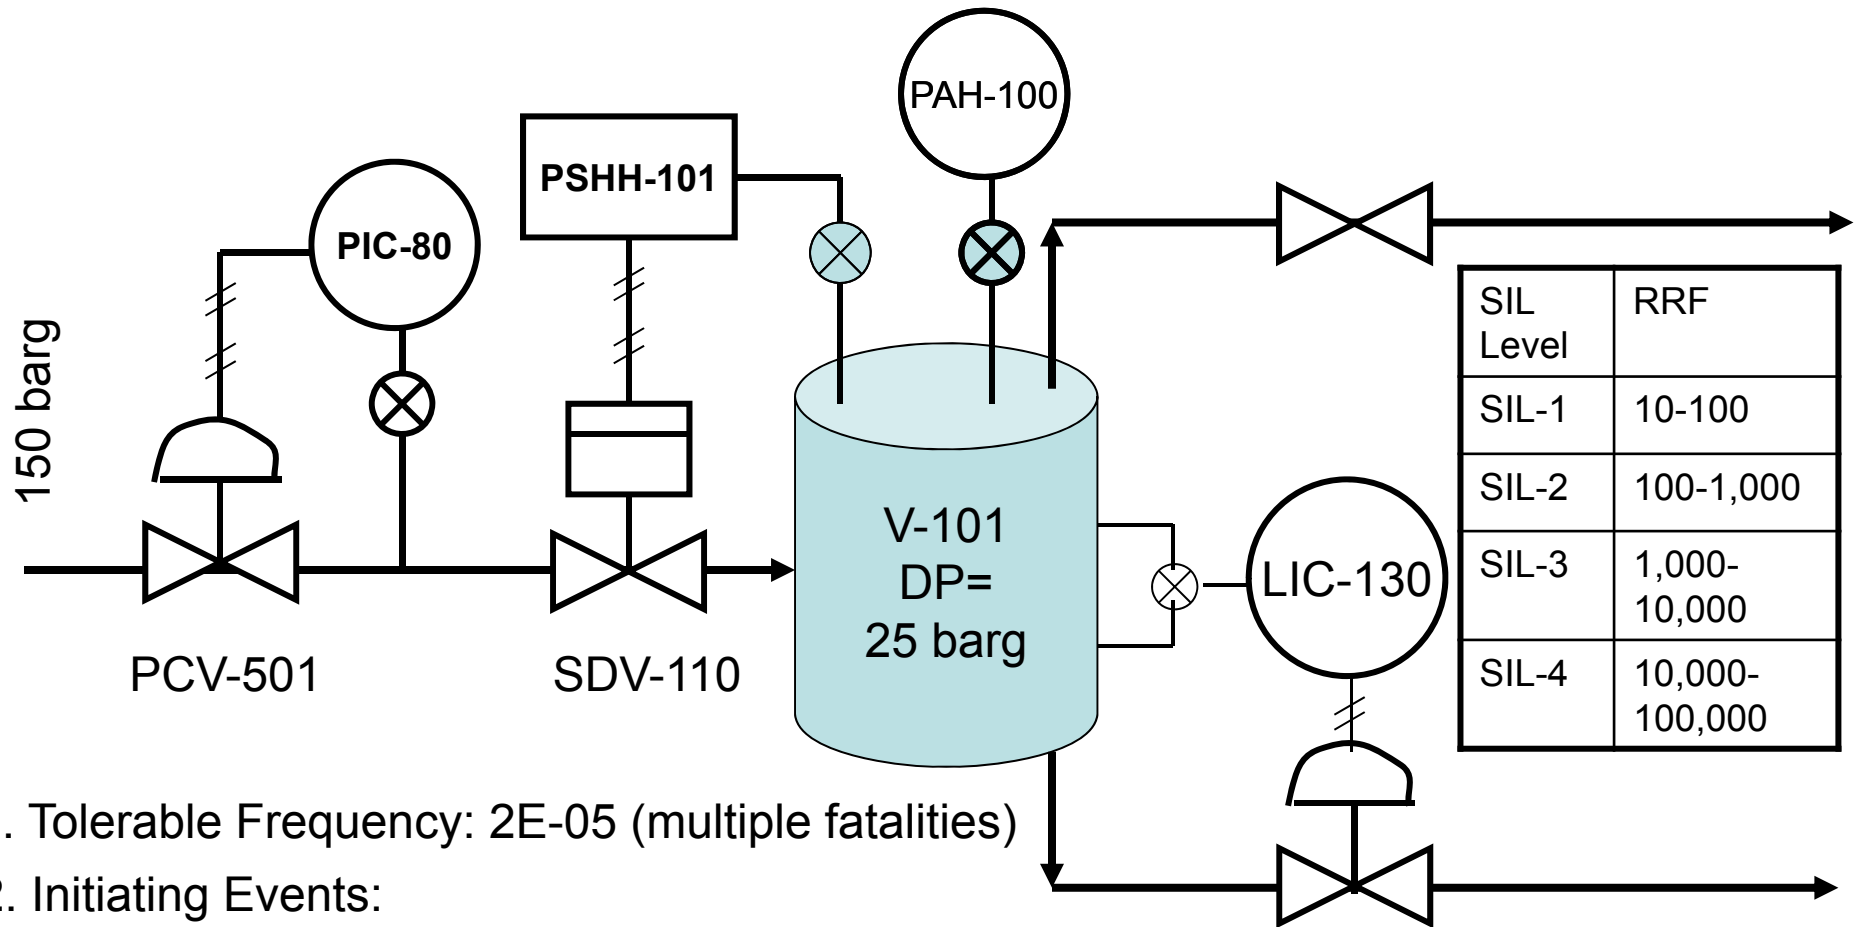 PAH-100
PSHH-101
PIC-80
150 barg
SIL
Level
RRF
SIL-1
10-100
SIL-2
100-1,000
SIL-3
1,000-
10,000
SIL-4
10,000-
100,000
V-101
DP=
25 barg
LIC-130
PCV-501
SDV-110
. Tolerable Frequency: 2E-05 (multiple fatalities)
2. Initiating Events: